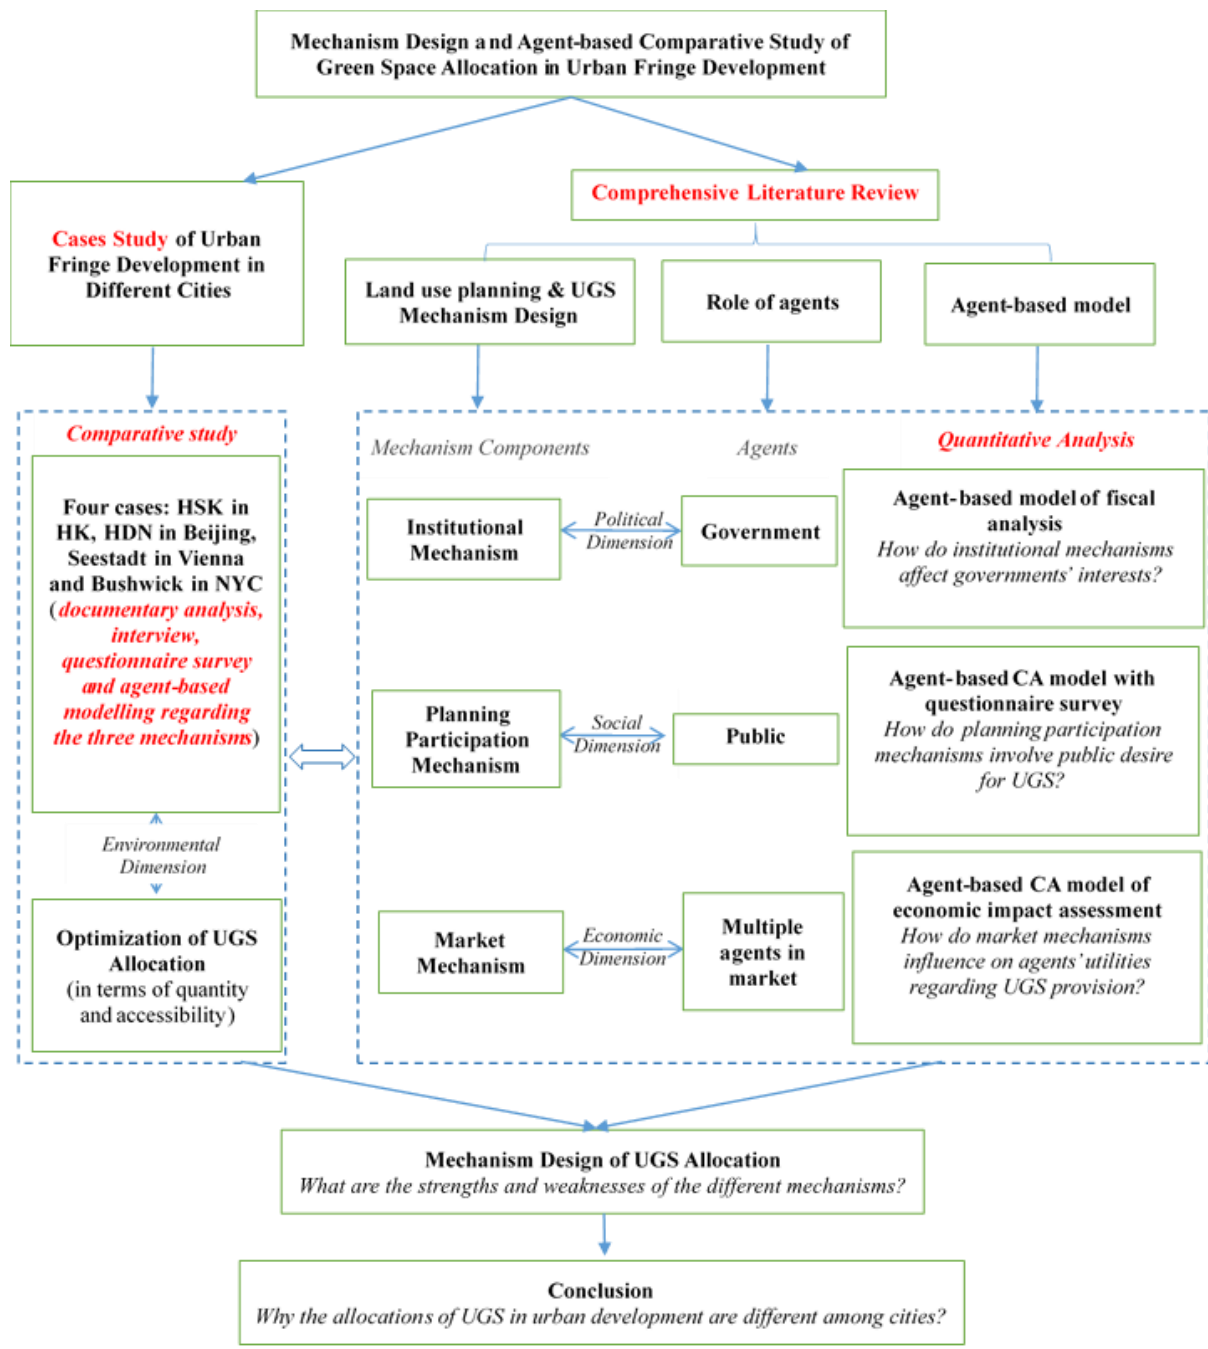 Mechanism Design and Agent-based Comparative Study of
Green Space Allocation in Urban Fringe Development
Comprehensive Literature Review
Cases Study of Urban
Fringe Development in
Different Cities
Land use planning & UGS
Mechanism Design
Role of agents
Agent-based model
Comparative study
Four cases: HSK in
HK, HDN in Beijing,
Seestadt in Vienna
and Bushwick in NYC
(documentary analysis,
interview,
questionnaire survey
and agent-based
modelling regarding
the three mechanisms)
Environmental
Dimension
Optimization of UGS
Allocation
(in terms of quantity
and accessibility)
Mechanism Components
Agents
Quantitative Analysis
Institutional
Mechanism
Political
Dimension
Government
Agent-based model of fiscal
analysis
How do institutional mechanisms
affect governments' interests?
Planning
Participation
Mechanism
Social
Dimension
Public
Agent-based CA model with
questionnaire survey
How do planning participation
mechanisms involve public desire
for UGS?
Market
Mechanism
Economic
Dimension
Multiple
agents in
market
Agent-based CA model of
economic impact assessment
How do market mechanisms
influence on agents' utilities
regarding UGS provision?
Mechanism Design of UGS Allocation
What are the strengths and weaknesses of the different mechanisms?
Conclusion
Why the allocations of UGS in urban development are different among cities?